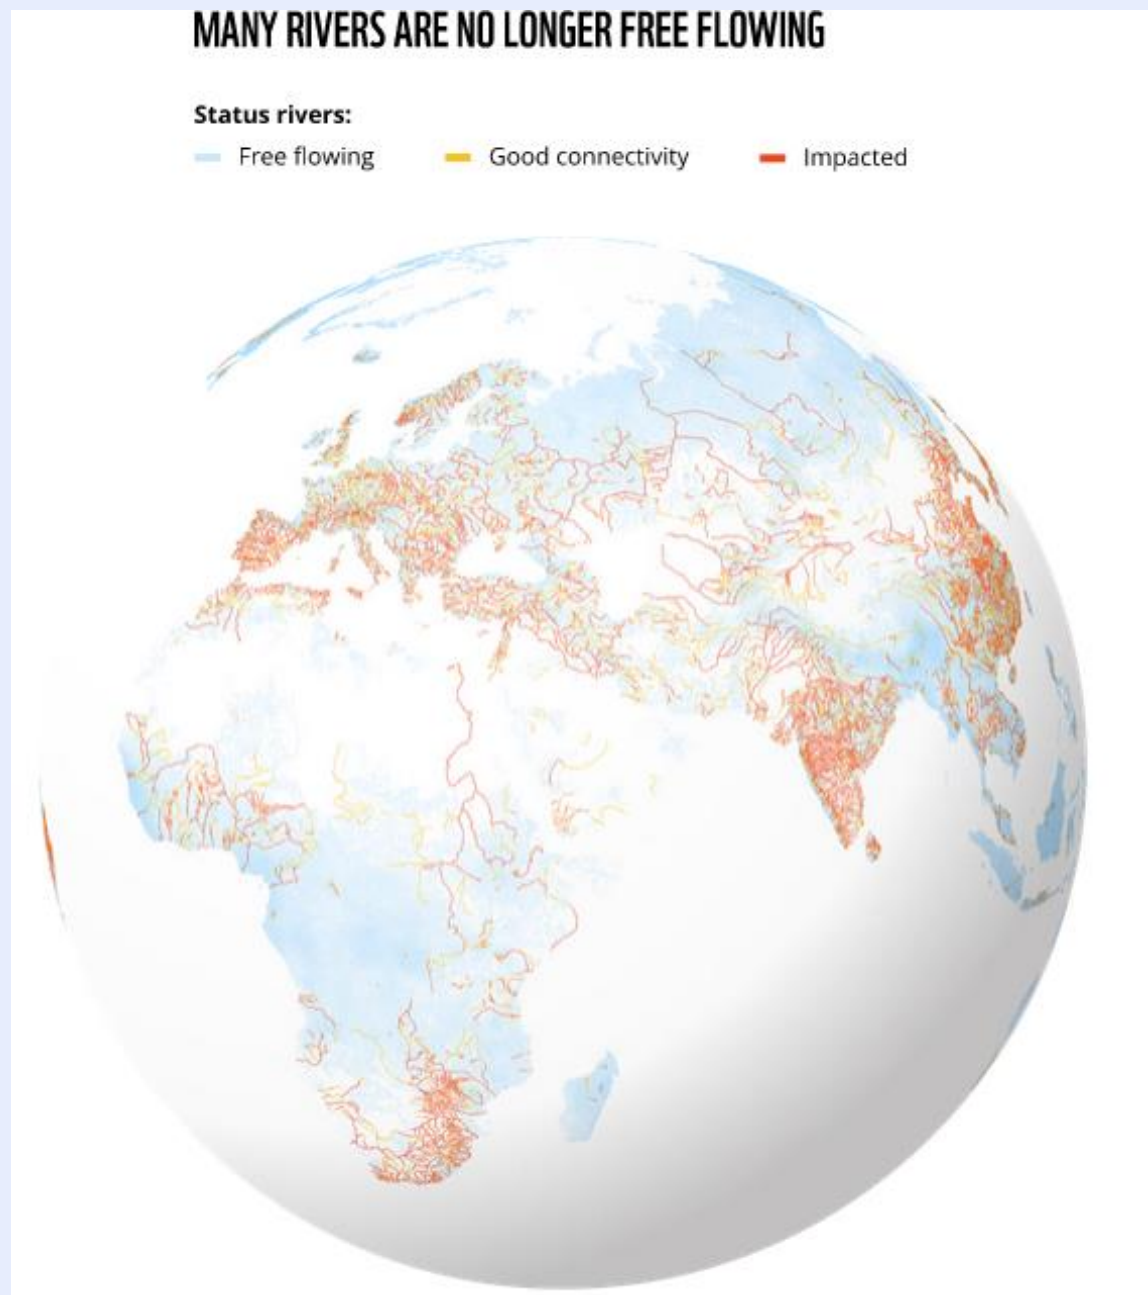 MANY RIVERS ARE NO LONGER FREE FLOWING
Status rivers:
Free flowing Good connectivity Impacted